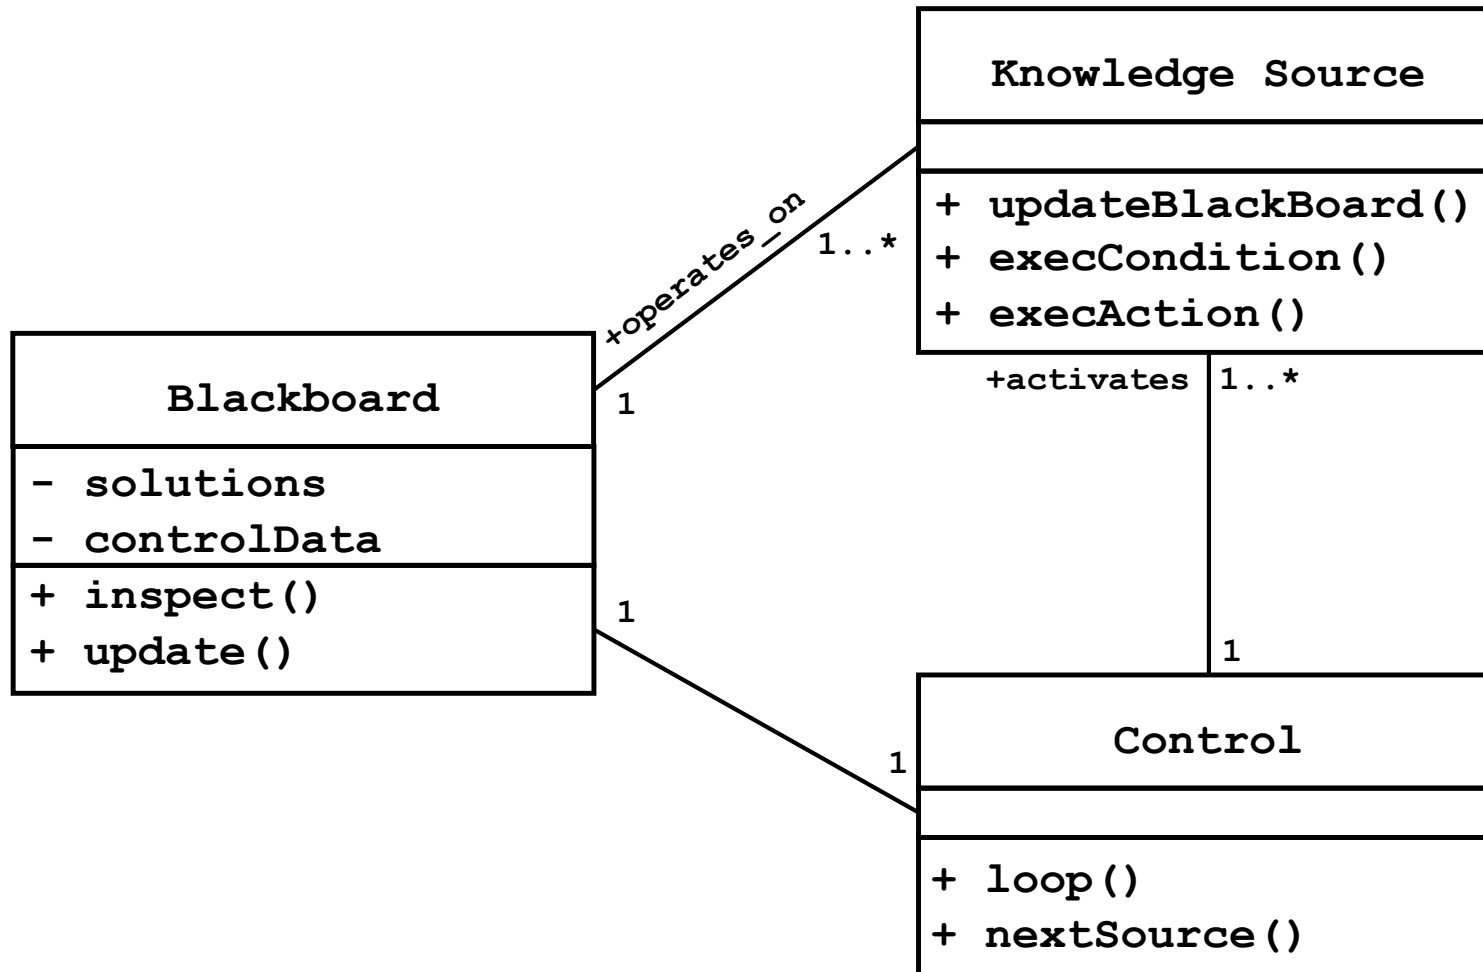 Knowledge Source
+ updateBlackBoard()
+ execCondition()
+ execAction()
+operates_on
1..*
1
+activates
1..*
Blackboard
- solutions
- controlData
+ inspect()
+ update()
1
1
1
Control
+ loop()
+ nextSource()